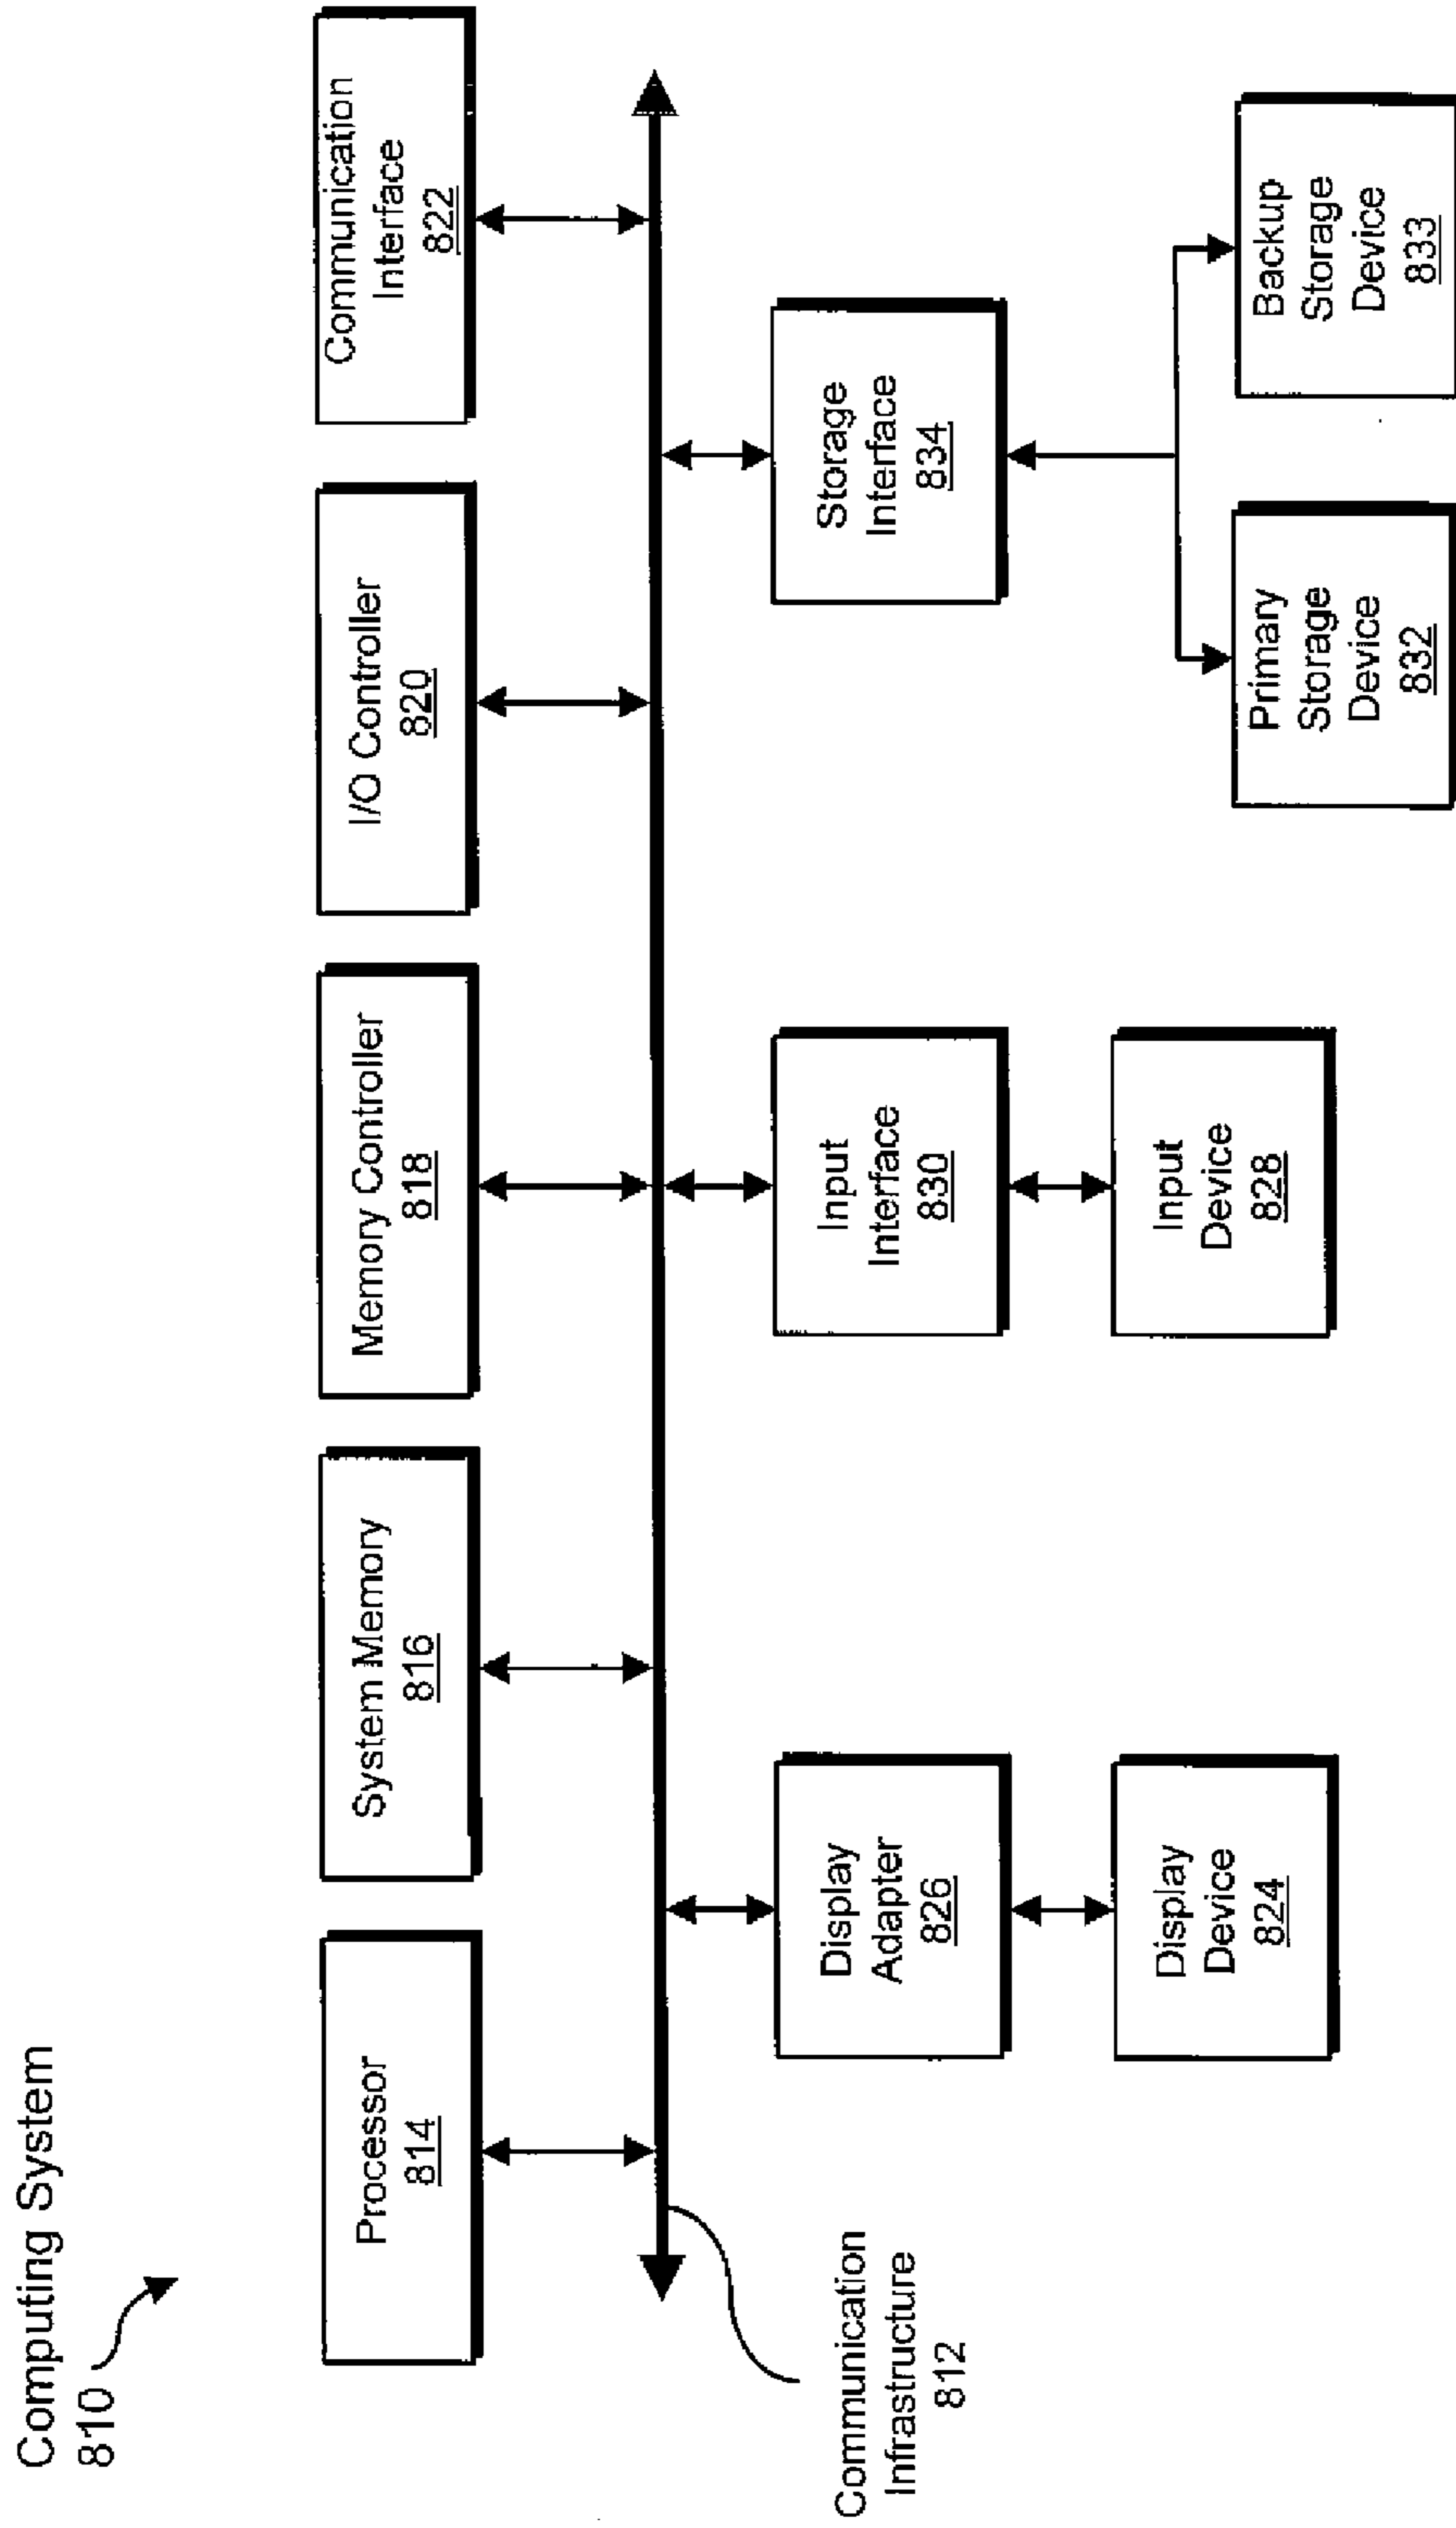 Computing System
810
Processor
814
System Memory
816
Memory Controller
818
I/O Controller
820
Communication
Interface
822
Communication
Infrastructure
812
Display
Adapter
826
Input
Interface
830
Storage
Interface
834
Display
Device
824
Input
Device
828
Primary
Storage
Device
832
Backup
Storage
Device
833